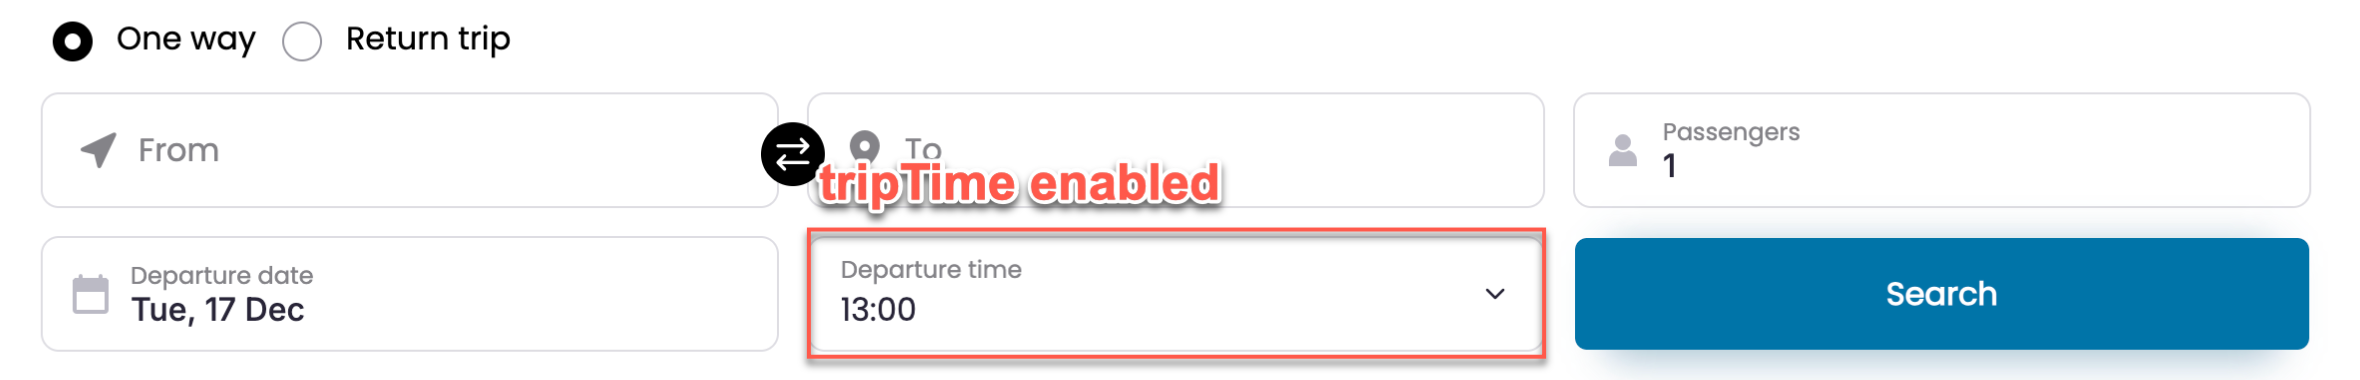 One way
Return trip
From
To
Passengers
1
tripTime enabled
Departure date
Tue, 17 Dec
Departure time
13:00
Search